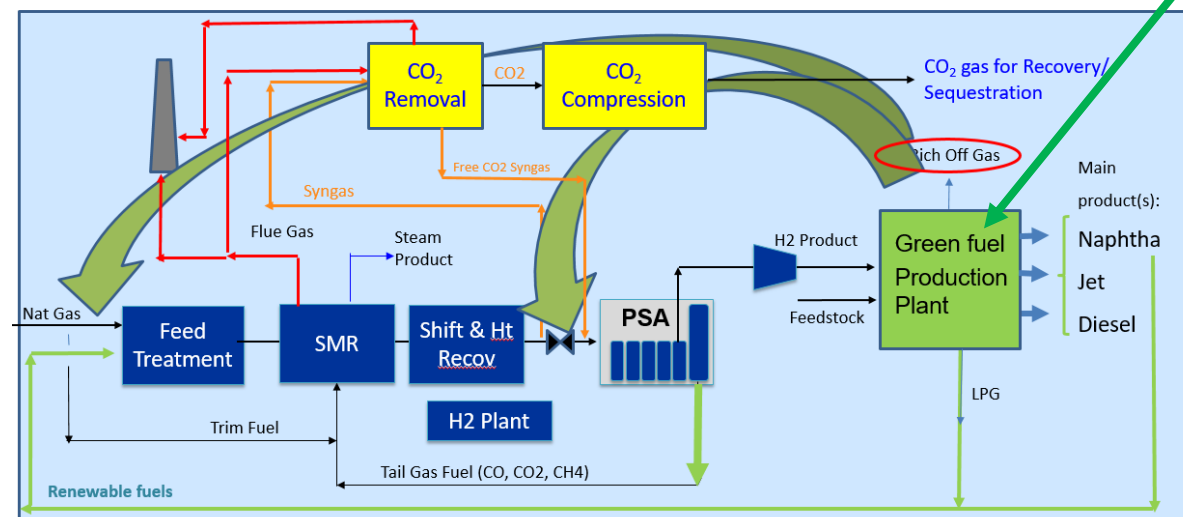 CO2
Removal
CO2
CO2
Compression
CO2 gas for Recovery/
Sequestration
Free CO2 Syngas
Syngas
Rich Off Gas
Main
product(s):
Flue Gas
Steam
Product
H2 Product
Green fuel
Production
Plant
Naphtha
Jet
Diesel
Nat Gas
Feed
Treatment
SMR
Shift & Ht
Recov
PSA
Feedstock
H2 Plant
LPG
Trim Fuel
Tail Gas Fuel (CO, CO2, CH4)
Renewable fuels